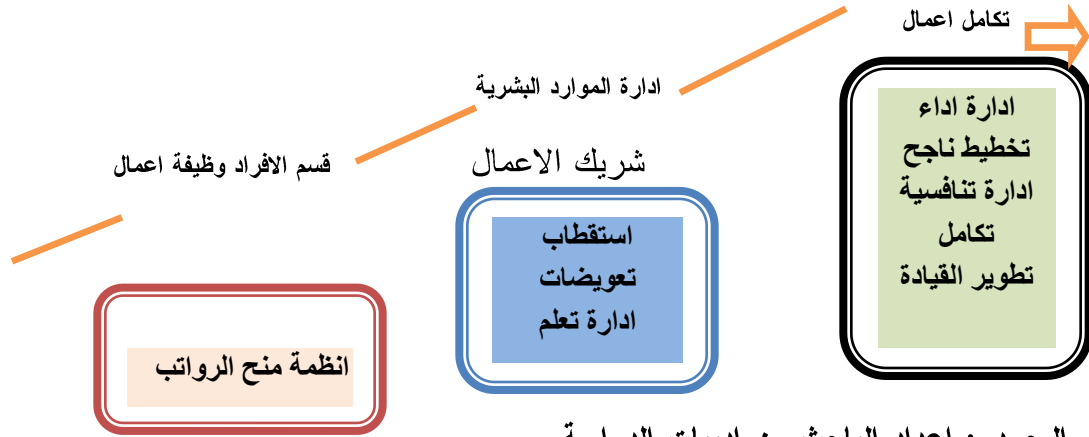 تكامل اعمال
ادارة الموارد البشرية
قسم الافراد وظيفة اعمال
شريك الاعمال
ادارة اداء
تخطيط ناجح
ادارة تنافسية
تكامل
تطوير القيادة
استقطاب
تعويضات
ادارة تعلم
انظمة منح الرواتب